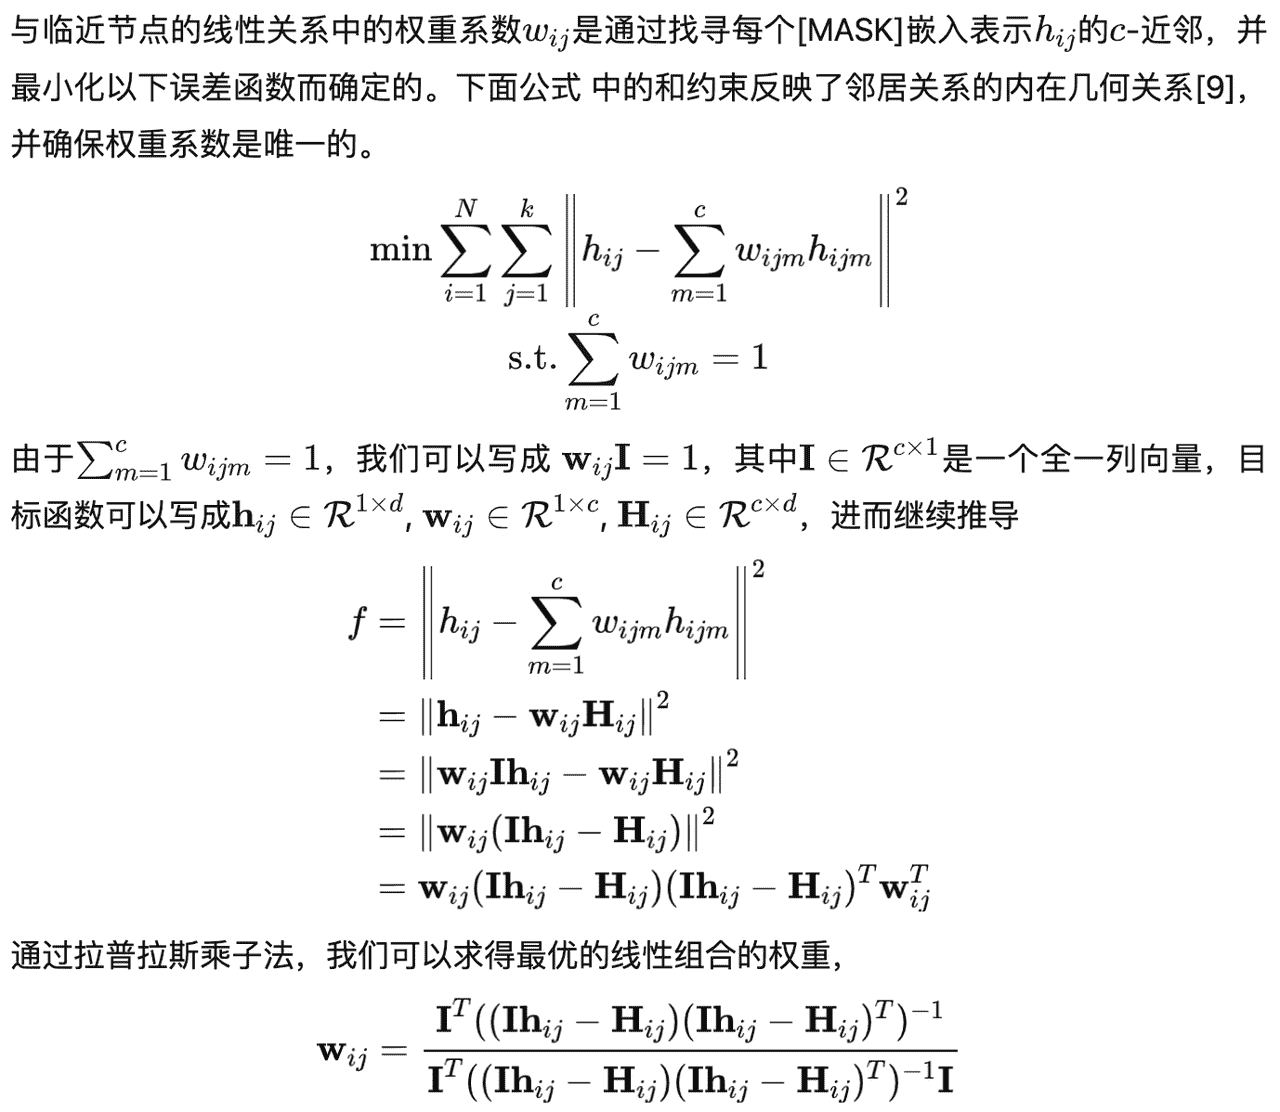 与临近节点的线性关系中的权重系数$w_{ij}$是通过找寻每个[MASK]嵌入表示$h_{ij}$的$c$-近邻，并
最小化以下误差函数而确定的。下面公式 中的和约束反映了邻居关系的内在几何关系[9]，
并确保权重系数是唯一的。
$\min \sum_{i=1}^{N} \sum_{j=1}^{k} \left\| h_{ij} - \sum_{m=1}^{c} w_{ijm} h_{ijm} \right\|^2$
$\text{s.t.} \sum_{m=1}^{c} w_{ijm} = 1$
由于$\sum_{m=1}^{c} w_{ijm} = 1$，我们可以写成 $\mathbf{w}_{ij}\mathbf{I} = 1$，其中$\mathbf{I} \in \mathcal{R}^{c \times 1}$是一个全一列向量，目
标函数可以写成$\mathbf{h}_{ij} \in \mathcal{R}^{1 \times d}$, $\mathbf{w}_{ij} \in \mathcal{R}^{1 \times c}$, $\mathbf{H}_{ij} \in \mathcal{R}^{c \times d}$，进而继续推导
$f = \left\| h_{ij} - \sum_{m=1}^{c} w_{ijm} h_{ijm} \right\|^2$
$= \| \mathbf{h}_{ij} - \mathbf{w}_{ij}\mathbf{H}_{ij} \|^2$
$= \| \mathbf{w}_{ij}\mathbf{I}\mathbf{h}_{ij} - \mathbf{w}_{ij}\mathbf{H}_{ij} \|^2$
$= \| \mathbf{w}_{ij}(\mathbf{I}\mathbf{h}_{ij} - \mathbf{H}_{ij}) \|^2$
$= \mathbf{w}_{ij}(\mathbf{I}\mathbf{h}_{ij} - \mathbf{H}_{ij})(\mathbf{I}\mathbf{h}_{ij} - \mathbf{H}_{ij})^T \mathbf{w}_{ij}^T$
通过拉普拉斯乘子法，我们可以求得最优的线性组合的权重，
$\mathbf{w}_{ij} = \frac{\mathbf{I}^T((\mathbf{I}\mathbf{h}_{ij} - \mathbf{H}_{ij})(\mathbf{I}\mathbf{h}_{ij} - \mathbf{H}_{ij})^T)^{-1}}{\mathbf{I}^T((\mathbf{I}\mathbf{h}_{ij} - \mathbf{H}_{ij})(\mathbf{I}\mathbf{h}_{ij} - \mathbf{H}_{ij})^T)^{-1}\mathbf{I}}$